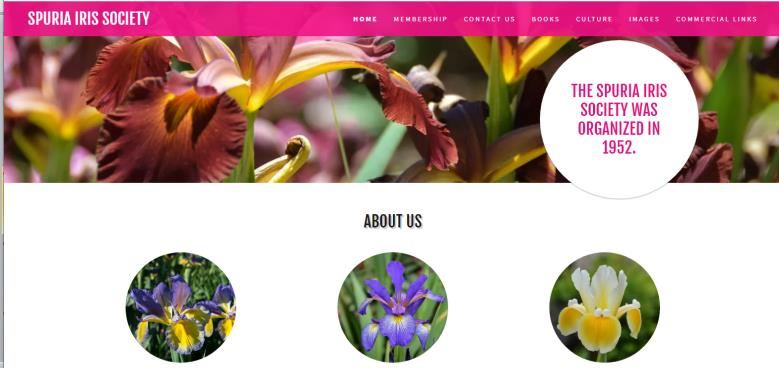 SPURIA IRIS SOCIETY
HOME MEMBERSHIP CONTACT US BOOKS CULTURE IMAGES COMMERCIAL LINKS
THE SPURIA IRIS
SOCIETY WAS
ORGANIZED IN
1952.
ABOUT US